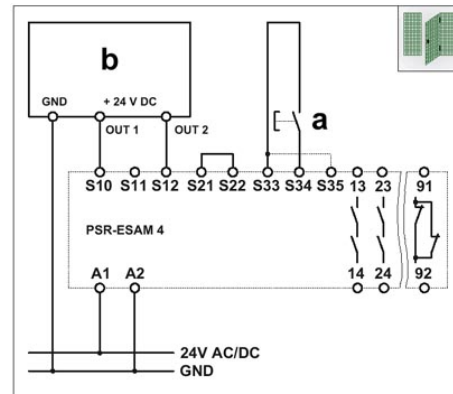 b
GND + 24 V DC
OUT 1 OUT 2
a
S10 S11 S12 S21 S22 S33 S34 S35 13 23 91
PSR-ESAM 4
A1 A2 14 24 92
24V AC/DC
GND